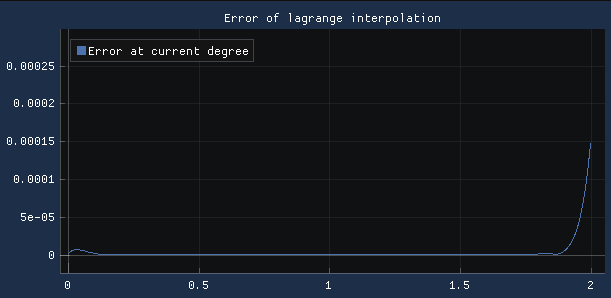 Error of lagrange interpolation
Error at current degree
0.00025
0.0002
0.00015
0.0001
5e-05
0
0 0.5 1 1.5 2